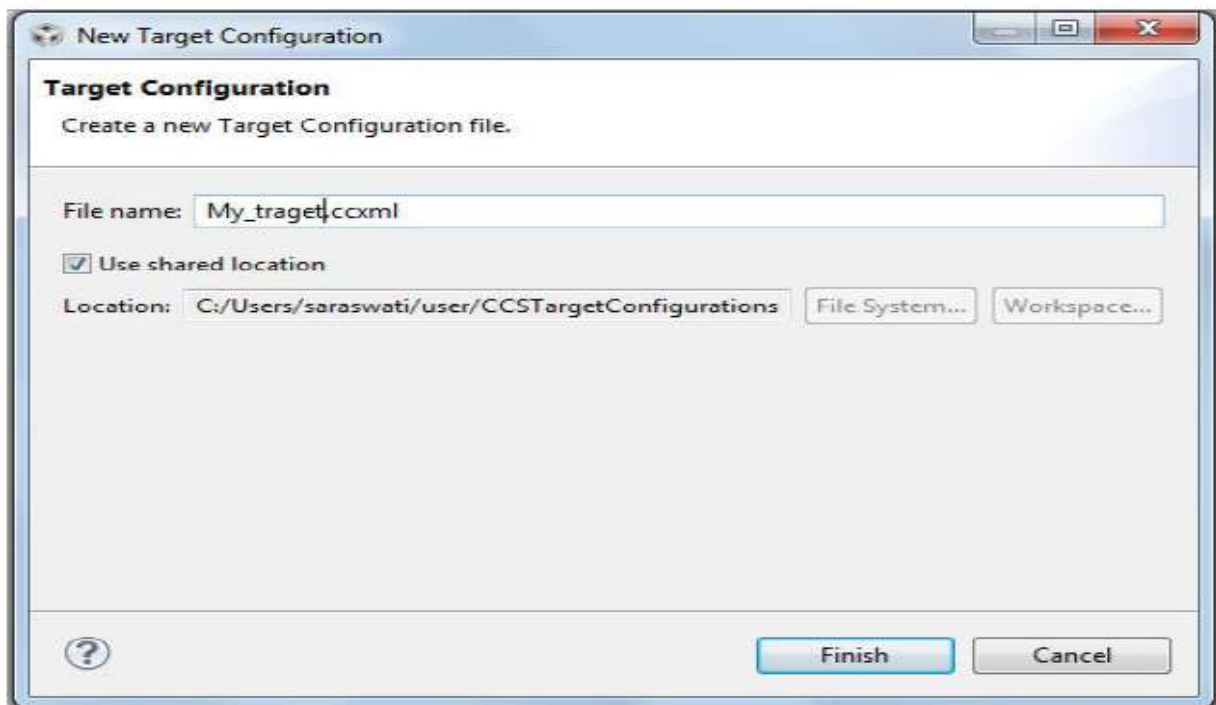 New Target Configuration
Target Configuration
Create a new Target Configuration file.
File name: My_traget.ccxml
Use shared location
Location: C:/Users/saraswati/user/CCSTargetConfigurations File System... Workspace...
? Finish Cancel